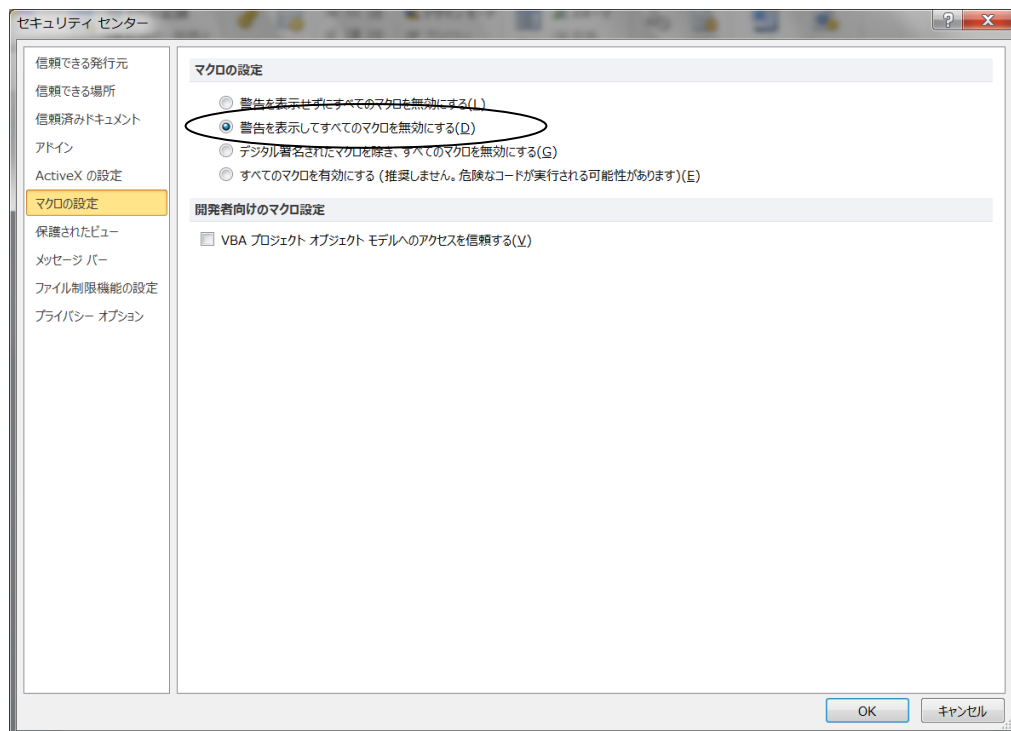 セキュリティ センター
信頼できる発行元
信頼できる場所
信頼済みドキュメント
アドイン
ActiveX の設定
マクロの設定
保護されたビュー
メッセージ バー
ファイル制限機能の設定
プライバシー オプション
マクロの設定
警告を表示せずにすべてのマクロを無効にする(L)
警告を表示してすべてのマクロを無効にする(D)
デジタル署名されたマクロを除き、すべてのマクロを無効にする(G)
すべてのマクロを有効にする (推奨しません。危険なコードが実行される可能性があります)(E)
開発者向けのマクロ設定
VBA プロジェクト オブジェクト モデルへのアクセスを信頼する(V)
OK
キャンセル